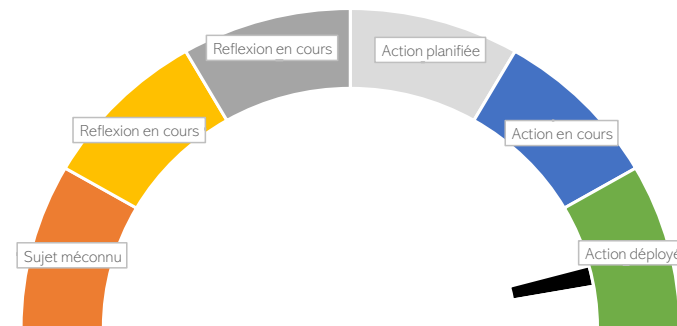 Reflexion en cours
Action planifiée
Reflexion en cours
Action en cours
Sujet méconnu
Action déployé